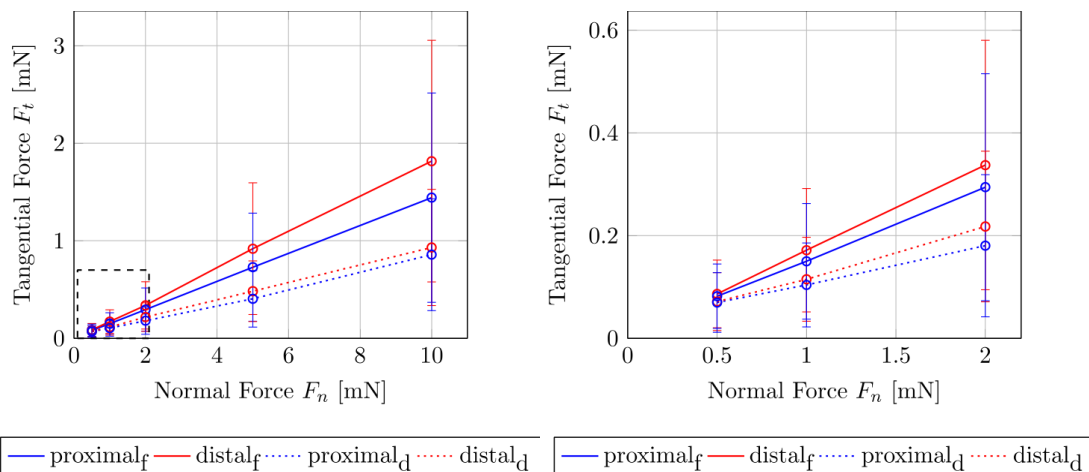 3
2
1
0
0 2 4 6 8 10
Tangential Force Ft [mN]
Normal Force Fn [mN]
proximalf distalf proximald distald
0.6
0.4
0.2
0
0 0.5 1 1.5 2
Tangential Force Ft [mN]
Normal Force Fn [mN]
proximalf distalf proximald distald